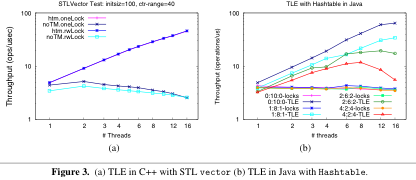 STLVector Test: initsiz=100, ctr-range=40
100
10
1
Throughput (ops/usec)
htm.oneLock
noTM.oneLock
htm.rwLock
noTM.rwLock
1 2 3 4 6 8 12 16
# Threads
(a)
TLE with Hashtable in Java
100
10
1
Throughput (operations/us)
0:10:0-locks
0:10:0-TLE
1:8:1-locks
1:8:1-TLE
2:6:2-locks
2:6:2-TLE
4:2:4-locks
4:2:4-TLE
1 2 3 4 6 8 12 16
# Threads
(b)
Figure 3. (a) TLE in C++ with STL vector (b) TLE in Java with Hashtable.